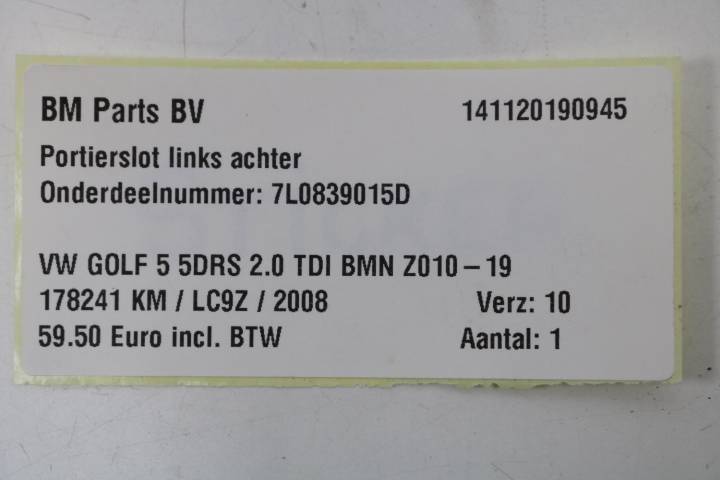 BM Parts BV 141120190945
Portierslot links achter
Onderdeelnummer: 7L0839015D
VW GOLF 5 5DRS 2.0 TDI BMN Z010-19
178241 KM / LC9Z / 2008 Verz: 10
59.50 Euro incl. BTW Aantal: 1